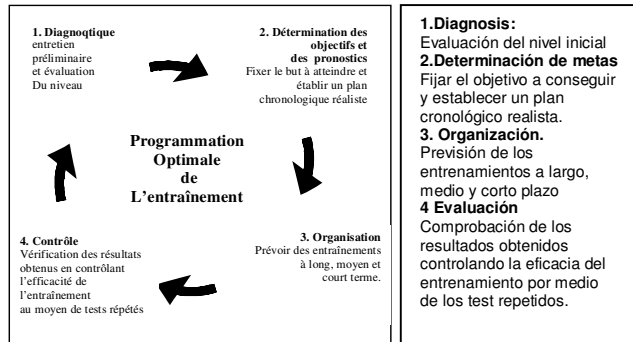 1. Diagnoqtique
entretien
préliminaire
et évaluation
Du niveau
2. Détermination des
objectifs et
des pronostics
Fixer le but à atteindre et
établir un plan
chronologique réaliste
Programmation
Optimale
de
L'entraînement
3. Organisation
Prévoir des entraînements
à long, moyen et
court terme.
4. Contrôle
Vérification des résultats
obtenus en contrôlant
l'efficacité de
l'entraînement
au moyen de tests répétés
1.Diagnosis:
Evaluación del nivel inicial
2.Determinación de metas
Fijar el objetivo a conseguir
y establecer un plan
cronológico realista.
3. Organización.
Previsión de los
entrenamientos a largo,
medio y corto plazo
4 Evaluación
Comprobación de los
resultados obtenidos
controlando la eficacia del
entrenamiento por medio
de los test repetidos.